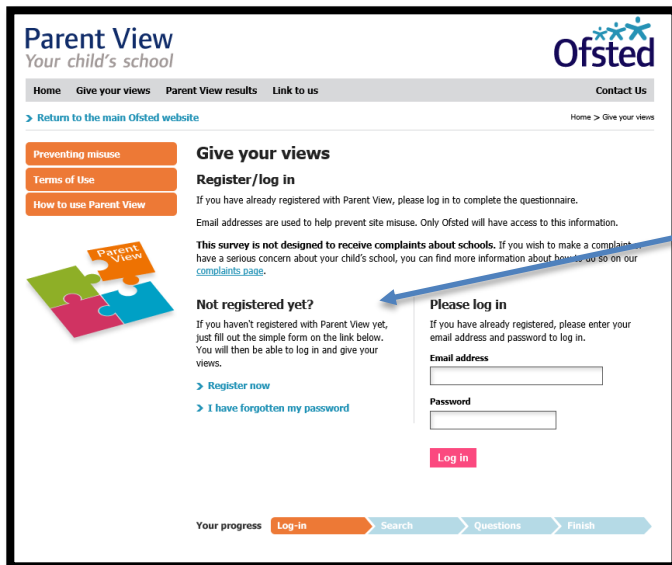 Parent View
Your child's school
Ofsted
Home Give your views Parent View results Link to us Contact Us
Return to the main Ofsted website
Home > Give your views
Preventing misuse
Terms of Use
How to use Parent View
Parent
View
Give your views
Register/log in
If you have already registered with Parent View, please log in to complete the questionnaire.
Email addresses are used to help prevent site misuse. Only Ofsted will have access to this information.
This survey is not designed to receive complaints about schools. If you wish to make a complaint or
have a serious concern about your child's school, you can find more information about how to do so on our
complaints page.
Not registered yet?
If you haven't registered with Parent View yet,
just fill out the simple form on the link below.
You will then be able to log in and give your
views.
Register now
I have forgotten my password
Please log in
If you have already registered, please enter your
email address and password to log in.
Email address
Password
Log in
Your progress Log-in Search Questions Finish